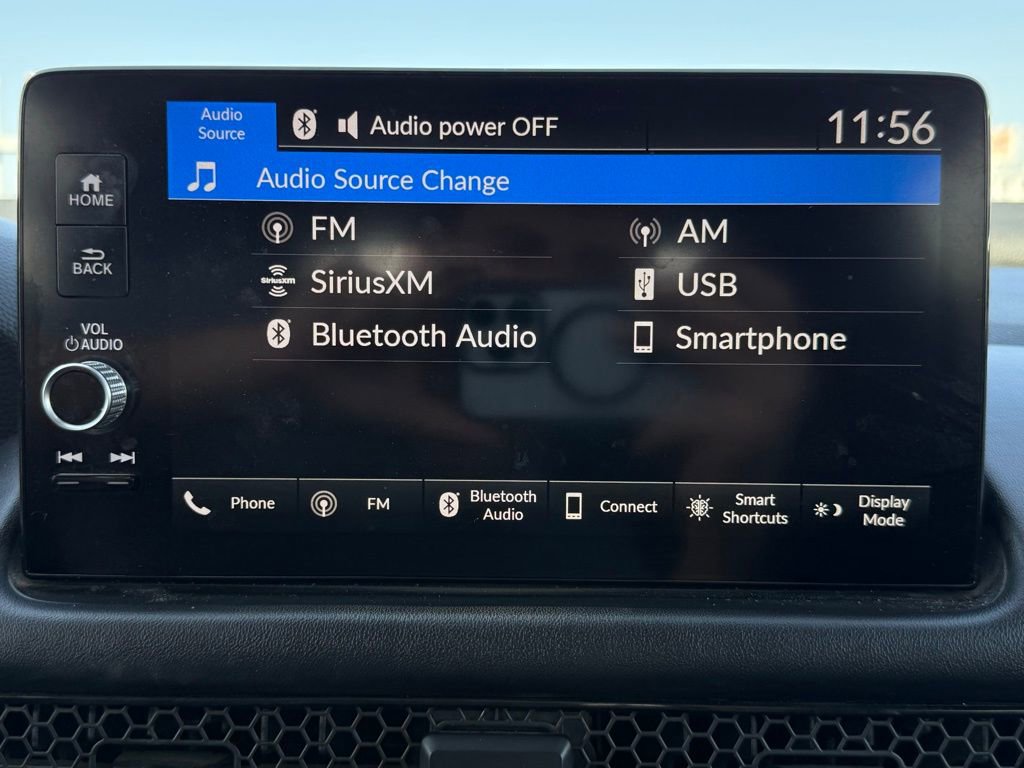 Audio
Source
Audio power OFF
11:56
Audio Source Change
HOME
BACK
FM
AM
SiriusXM
SiriusXM
USB
Bluetooth Audio
Smartphone
VOL
AUDIO
Phone
FM
Bluetooth
Audio
Connect
Smart
Shortcuts
Display
Mode